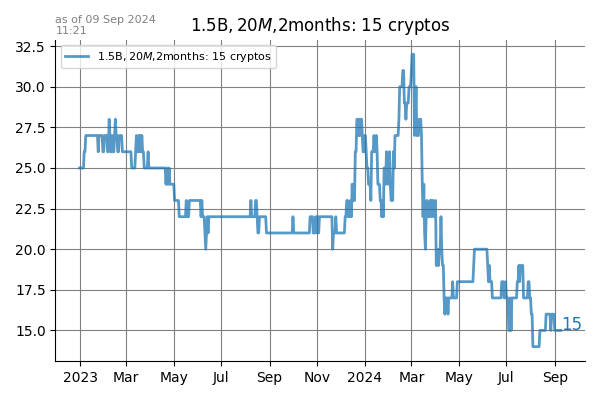 as of 09 Sep 2024
11:21
1.5B, 20M,2months: 15 cryptos
1.5B, 20M,2months: 15 cryptos
32.5
30.0
27.5
25.0
22.5
20.0
17.5
15.0
15
2023 Mar May Jul Sep Nov 2024 Mar May Jul Sep